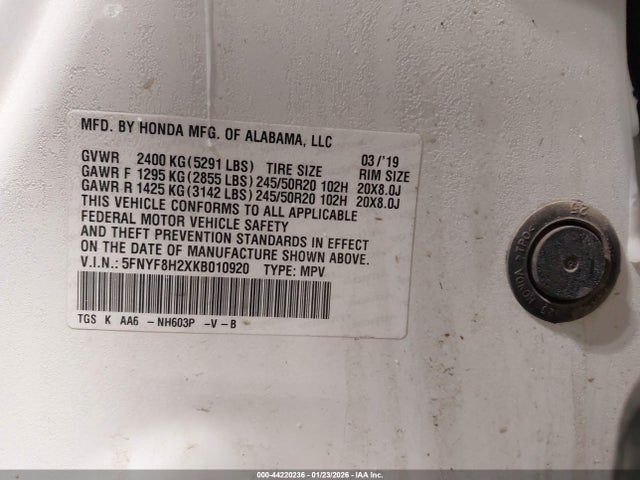 MFD. BY HONDA MFG. OF ALABAMA, LLC
GVWR 2400 KG(5291 LBS) TIRE SIZE 03/'19 RIM SIZE
GAWR F 1295 KG(2855 LBS)245/50R20 102H 20X8.0J
GAWR R 1425 KG(3142 LBS)245/50R20 102H 20X8.0J
THIS VEHICLE CONFORMS TO ALL APPLICABLE
FEDERAL MOTOR VEHICLE SAFETY
AND THEFT PREVENTION STANDARDS IN EFFECT
ON THE DATE OF MANUFACTURE SHOWN ABOVE.
V.I.N.: 5FNYF8H2XKB010920 TYPE: MPV
TGS K AA6 -NH603P -V-B
HONDA
000-44220236 - 01/23/2026 - IAA Inc.